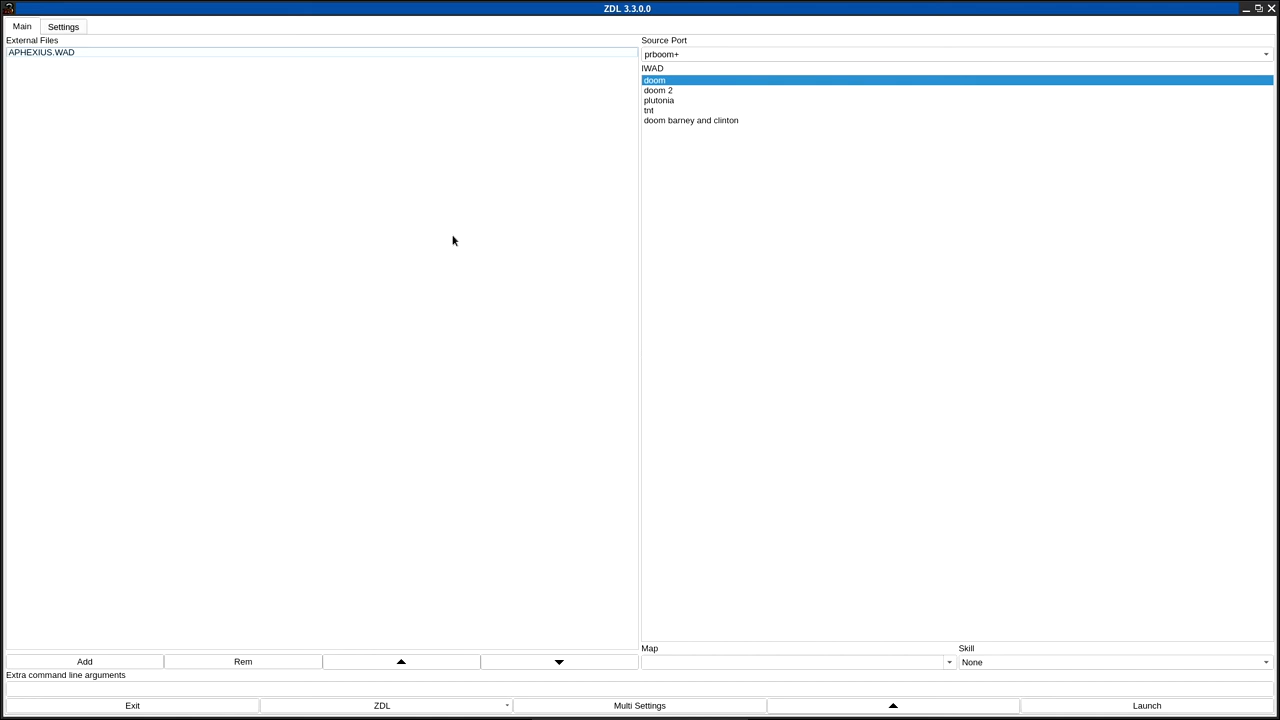 ZDL 3.3.0.0
Main
Settings
External Files
APHEXIUS.WAD
Source Port
prboom+
IWAD
doom
doom 2
plutonia
tnt
doom barney and clinton
Map
Skill
Add
Rem
None
Extra command line arguments
Exit
ZDL
Multi Settings
Launch